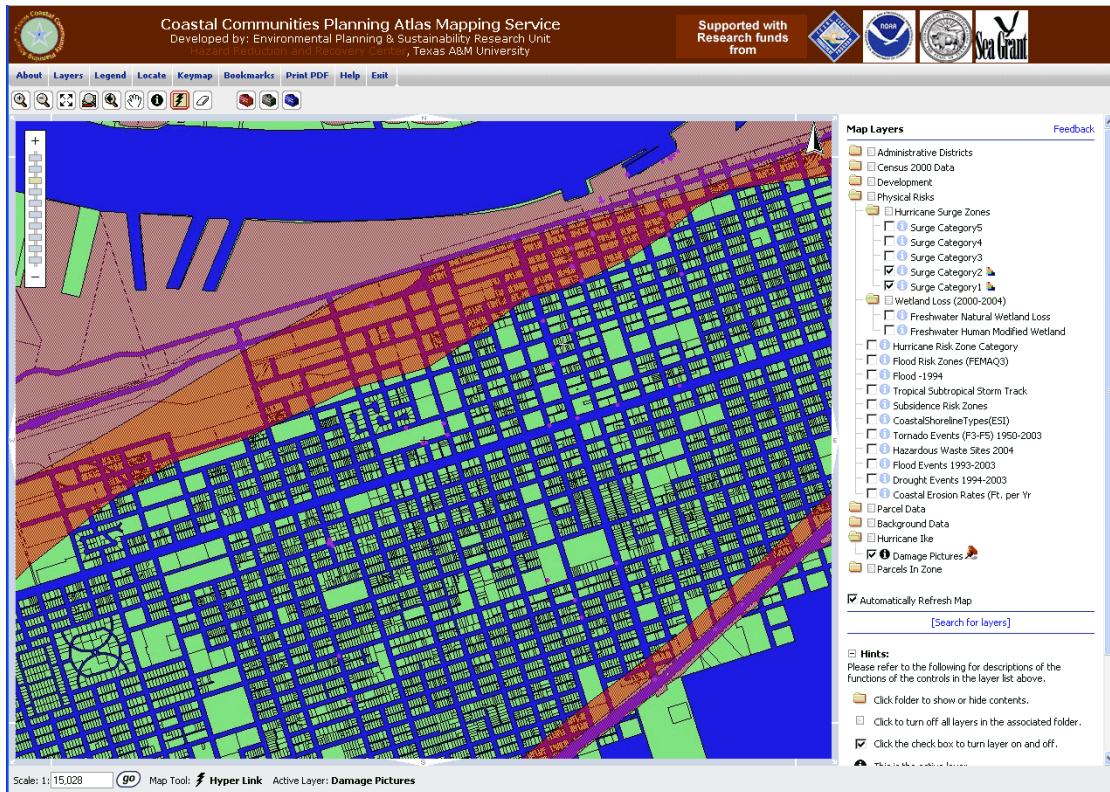 Coastal Communities Planning Atlas Mapping Service
Developed by: Environmental Planning & Sustainability Research Unit
Hazard Reduction and Recovery Center, Texas A&M University
Supported with
Research funds
from
NOAA
Sea Grant
About Layers Legend Locate Keymap Bookmarks Print PDF Help Exit
N
W
E
S
+
−
Map Layers
Feedback
Administrative Districts
Census 2000 Data
Development
Physical Risks
Hurricane Surge Zones
Surge Category5
Surge Category4
Surge Category3
Surge Category2
Surge Category1
Wetland Loss (2000-2004)
Freshwater Natural Wetland Loss
Freshwater Human Modified Wetland
Hurricane Risk Zone Category
Flood Risk Zones (FEMAQ3)
Flood -1994
Tropical Subtropical Storm Track
Subsidence Risk Zones
CoastalShorelineTypes(ESI)
Tornado Events (F3-F5) 1950-2003
Hazardous Waste Sites 2004
Flood Events 1993-2003
Drought Events 1994-2003
Coastal Erosion Rates (Ft. per Yr
Parcel Data
Background Data
Hurricane Ike
Damage Pictures
Parcels In Zone
Automatically Refresh Map
[Search for layers]
Hints:
Please refer to the following for descriptions of the
functions of the controls in the layer list above.
Click folder to show or hide contents.
Click to turn off all layers in the associated folder.
Click the check box to turn layer on and off.
This is the active layer
Scale: 1: 15,028 go Map Tool: Hyper Link Active Layer: Damage Pictures